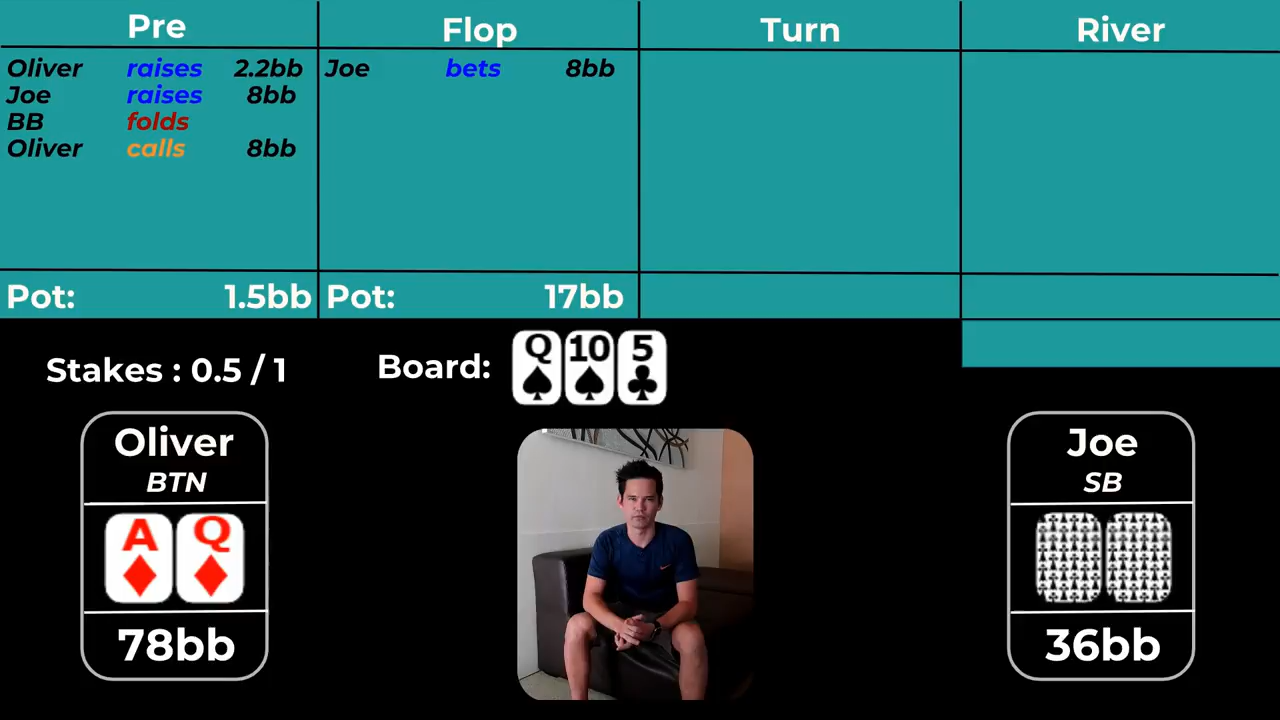 Pre Flop Turn River
Oliver raises 2.2bb Joe bets 8bb
Joe raises 8bb
BB folds
Oliver calls 8bb
Pot: 1.5bb Pot: 17bb
Stakes : 0.5 / 1 Board: Q 10 5
Oliver
BTN
A Q
78bb
Joe
SB
36bb